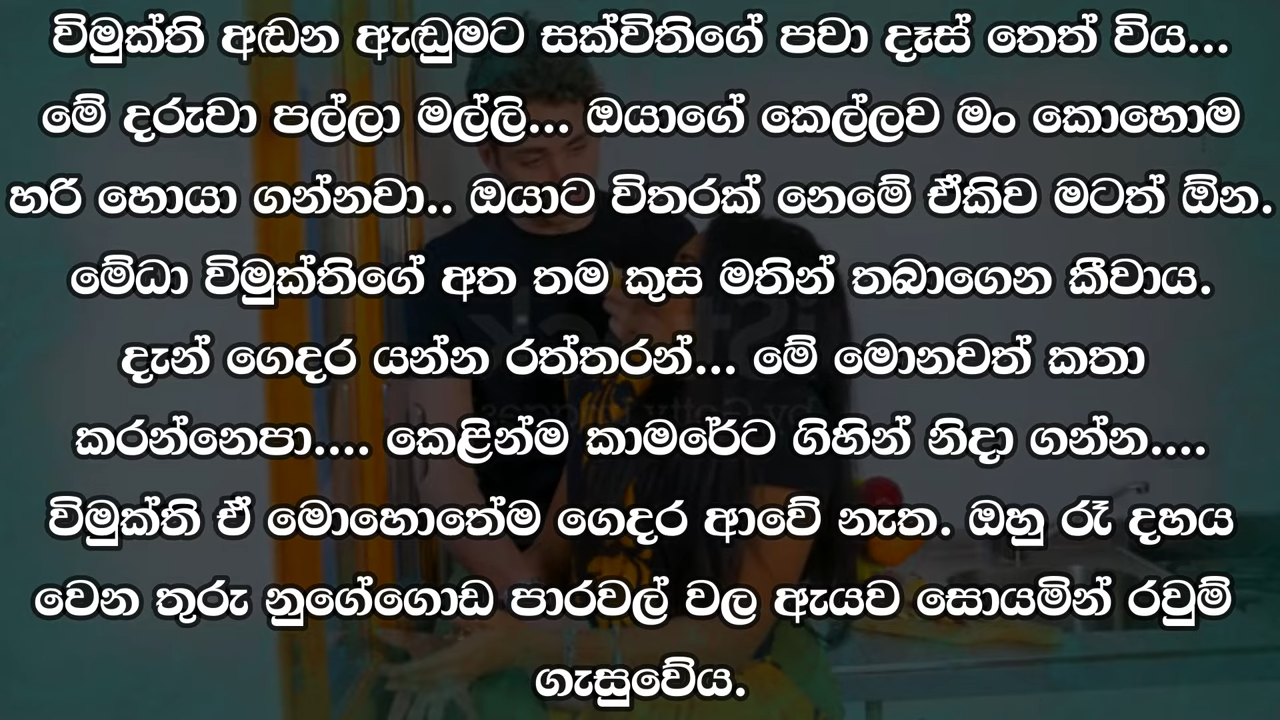 විමුක්ති අඬන ඇඬුමට සක්විතිගේ පවා දෑස් තෙත් විය...
මේ දරුවා පල්ලා මල්ලි... ඔයාගේ කෙල්ලව මං කොහොම
හරි හොයා ගන්නවා.. ඔයාට විතරක් නෙමේ ඒකිව මටත් ඕන.
මේධා විමුක්තිගේ අත තම කුස මතින් තබාගෙන කීවාය.
දැන් ගෙදර යන්න රත්තරන්... මේ මොනවත් කතා
කරන්නෙපා.... කෙළින්ම කාමරේට ගිහින් නිදා ගන්න....
විමුක්ති ඒ මොහොතේම ගෙදර ආවේ නැත. ඔහු රෑ දහය
වෙන තුරු නුගේගොඩ පාරවල් වල ඇයව සොයමින් රවුම්
ගැසුවේය.